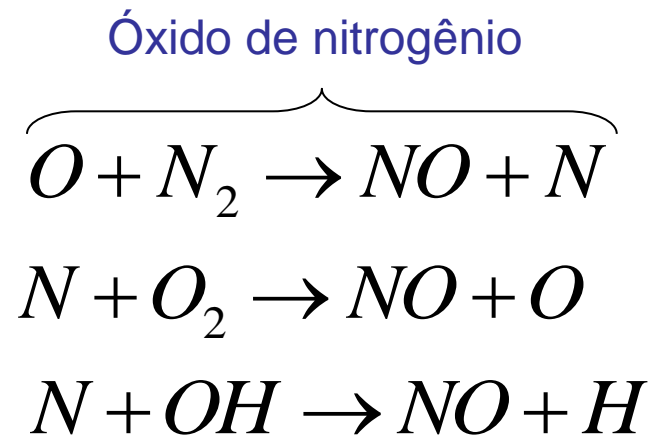 Óxido de nitrogênio
O + N₂ → NO + N
N + O₂ → NO + O
N + OH → NO + H